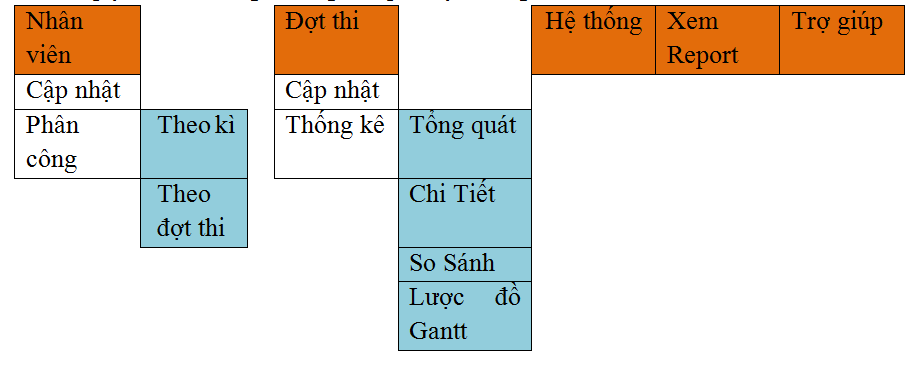 Nhân viên
Đợt thi
Hệ thống
Xem Report
Trợ giúp
Cập nhật
Cập nhật
Phân công
Theo kì
Thống kê
Tổng quát
Theo đợt thi
Chi Tiết
So Sánh
Lược đồ Gantt